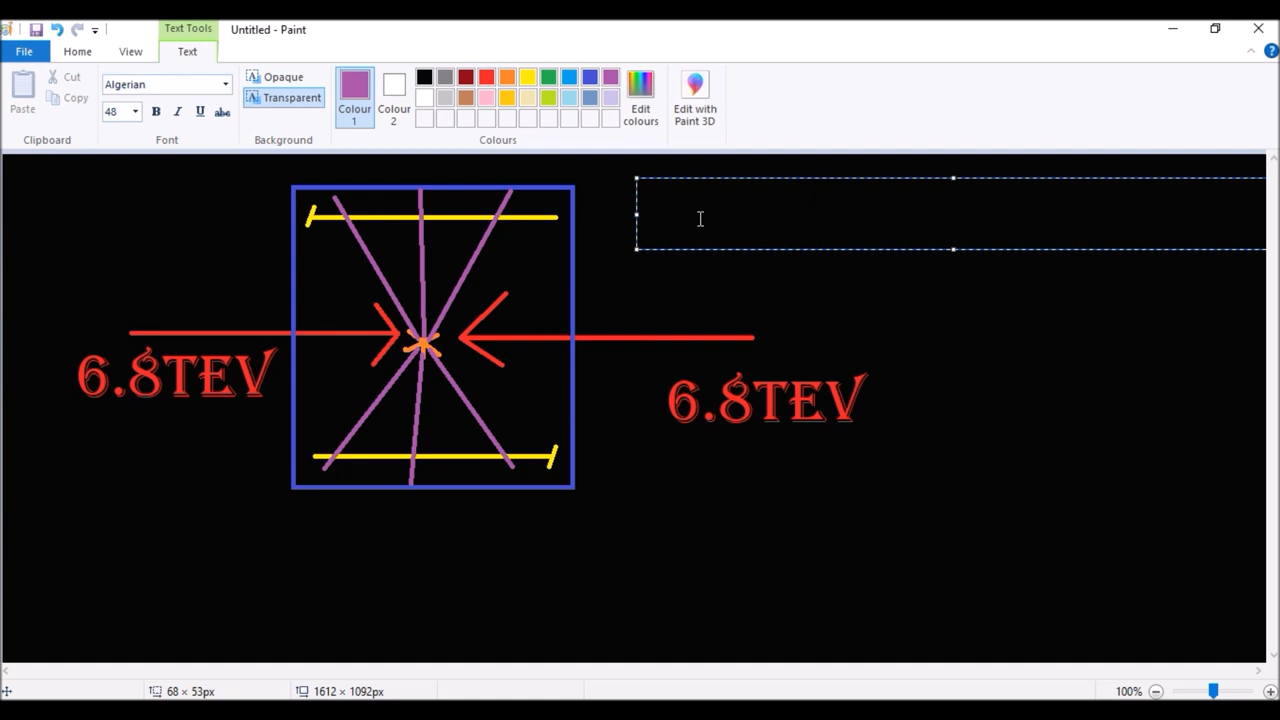 Text Tools
Untitled - Paint
File
Home
View
Text
Paste
Cut
Copy
Clipboard
Algerian
48
B I U abc
Font
Opaque
Transparent
Background
Colour 1
Colour 2
Edit colours
Colours
Edit with Paint 3D
6.8TEV
6.8TEV
68 × 53px
1612 × 1092px
100%